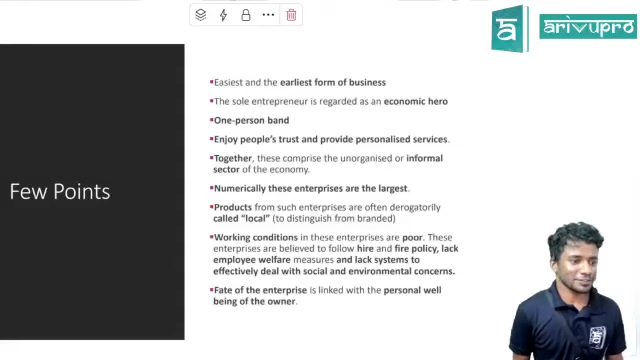 arivupro
Few Points
▪Easiest and the earliest form of business
▪The sole entrepreneur is regarded as an economic hero
▪One-person band
▪Enjoy people's trust and provide personalised services.
▪Together, these comprise the unorganised or informal
sector of the economy.
▪Numerically these enterprises are the largest.
▪Products from such enterprises are often derogatorily
called "local" (to distinguish from branded)
▪Working conditions in these enterprises are poor. These
enterprises are believed to follow hire and fire policy, lack
employee welfare measures and lack systems to
effectively deal with social and environmental concerns.
▪Fate of the enterprise is linked with the personal well
being of the owner.